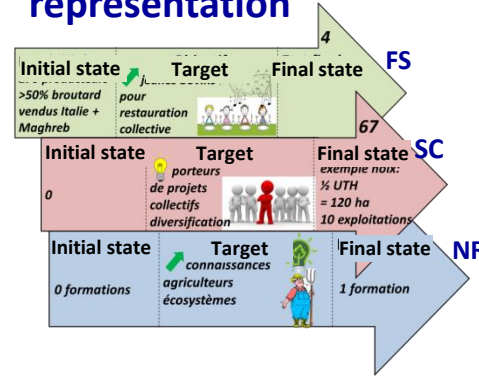 representation
4
FS
Initial state Target Final state
>50% broutard
vendus Italie +
Maghreb
pour
restauration
collective
67
SC
Initial state Target Final state
0
porteurs
de projets
collectifs
diversification
exemple noix:
½ UTH
= 120 ha
10 exploitations
NF
Initial state Target Final state
0 formations
connaissances
agriculteurs
écosystèmes
1 formation